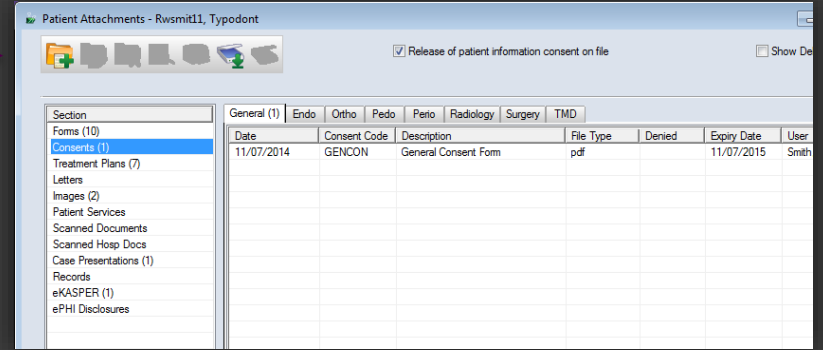 Patient Attachments - Rwsmit11, Typodont
Release of patient information consent on file
Show De
Section
Forms (10)
Consents (1)
Treatment Plans (7)
Letters
Images (2)
Patient Services
Scanned Documents
Scanned Hosp Docs
Case Presentations (1)
Records
eKASPER (1)
ePHI Disclosures
General (1) Endo Ortho Pedo Perio Radiology Surgery TMD
Date Consent Code Description File Type Denied Expiry Date User
11/07/2014 GENCON General Consent Form pdf 11/07/2015 Smith